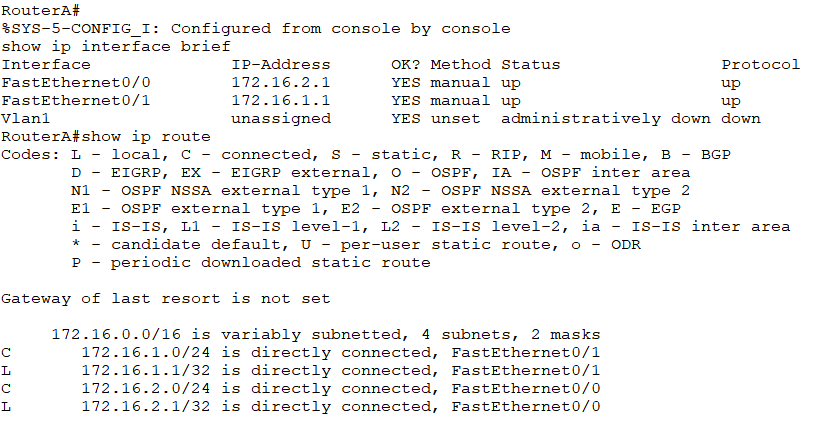 RouterA#
%SYS-5-CONFIG_I: Configured from console by console
show ip interface brief
Interface              IP-Address      OK? Method Status                Protocol
FastEthernet0/0        172.16.2.1      YES manual up                    up
FastEthernet0/1        172.16.1.1      YES manual up                    up
Vlan1                  unassigned      YES unset  administratively down down
RouterA#show ip route
Codes: L - local, C - connected, S - static, R - RIP, M - mobile, B - BGP
       D - EIGRP, EX - EIGRP external, O - OSPF, IA - OSPF inter area
       N1 - OSPF NSSA external type 1, N2 - OSPF NSSA external type 2
       E1 - OSPF external type 1, E2 - OSPF external type 2, E - EGP
       i - IS-IS, L1 - IS-IS level-1, L2 - IS-IS level-2, ia - IS-IS inter area
       * - candidate default, U - per-user static route, o - ODR
       P - periodic downloaded static route
Gateway of last resort is not set
     172.16.0.0/16 is variably subnetted, 4 subnets, 2 masks
C       172.16.1.0/24 is directly connected, FastEthernet0/1
L       172.16.1.1/32 is directly connected, FastEthernet0/1
C       172.16.2.0/24 is directly connected, FastEthernet0/0
L       172.16.2.1/32 is directly connected, FastEthernet0/0